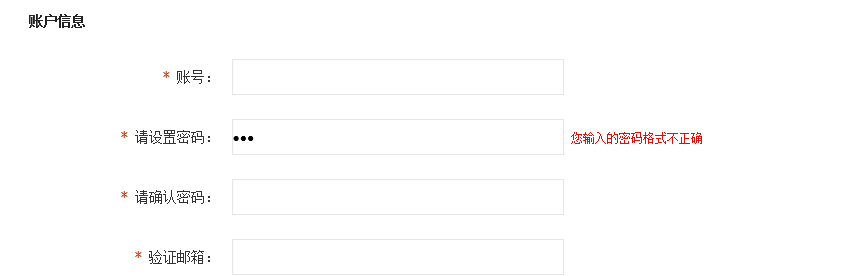 账户信息
* 账号：
* 请设置密码： ••• 您输入的密码格式不正确
* 请确认密码：
* 验证邮箱：